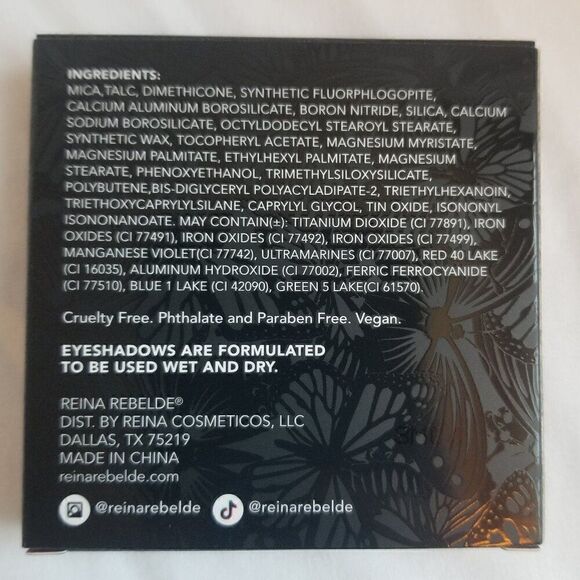 INGREDIENTS:
MICA,TALC, DIMETHICONE, SYNTHETIC FLUORPHLOGOPITE,
CALCIUM ALUMINUM BOROSILICATE, BORON NITRIDE, SILICA, CALCIUM
SODIUM BOROSILICATE, OCTYLDODECYL STEAROYL STEARATE,
SYNTHETIC WAX, TOCOPHERYL ACETATE, MAGNESIUM MYRISTATE,
MAGNESIUM PALMITATE, ETHYLHEXYL PALMITATE, MAGNESIUM
STEARATE, PHENOXYETHANOL, TRIMETHYLSILOXYSILICATE,
POLYBUTENE,BIS-DIGLYCERYL POLYACYLADIPATE-2, TRIETHYLHEXANOIN,
TRIETHOXYCAPRYLYLSILANE, CAPRYLYL GLYCOL, TIN OXIDE, ISONONYL
ISONONANOATE. MAY CONTAIN(±): TITANIUM DIOXIDE (CI 77891), IRON
OXIDES (CI 77491), IRON OXIDES (CI 77492), IRON OXIDES (CI 77499),
MANGANESE VIOLET(CI 77742), ULTRAMARINES (CI 77007), RED 40 LAKE
(CI 16035), ALUMINUM HYDROXIDE (CI 77002), FERRIC FERROCYANIDE
(CI 77510), BLUE 1 LAKE (CI 42090), GREEN 5 LAKE(CI 61570).
Cruelty Free. Phthalate and Paraben Free. Vegan.
EYESHADOWS ARE FORMULATED
TO BE USED WET AND DRY.
REINA REBELDE®
DIST. BY REINA COSMETICOS, LLC
DALLAS, TX 75219
MADE IN CHINA
reinarebelde.com
@reinarebelde @reinarebelde